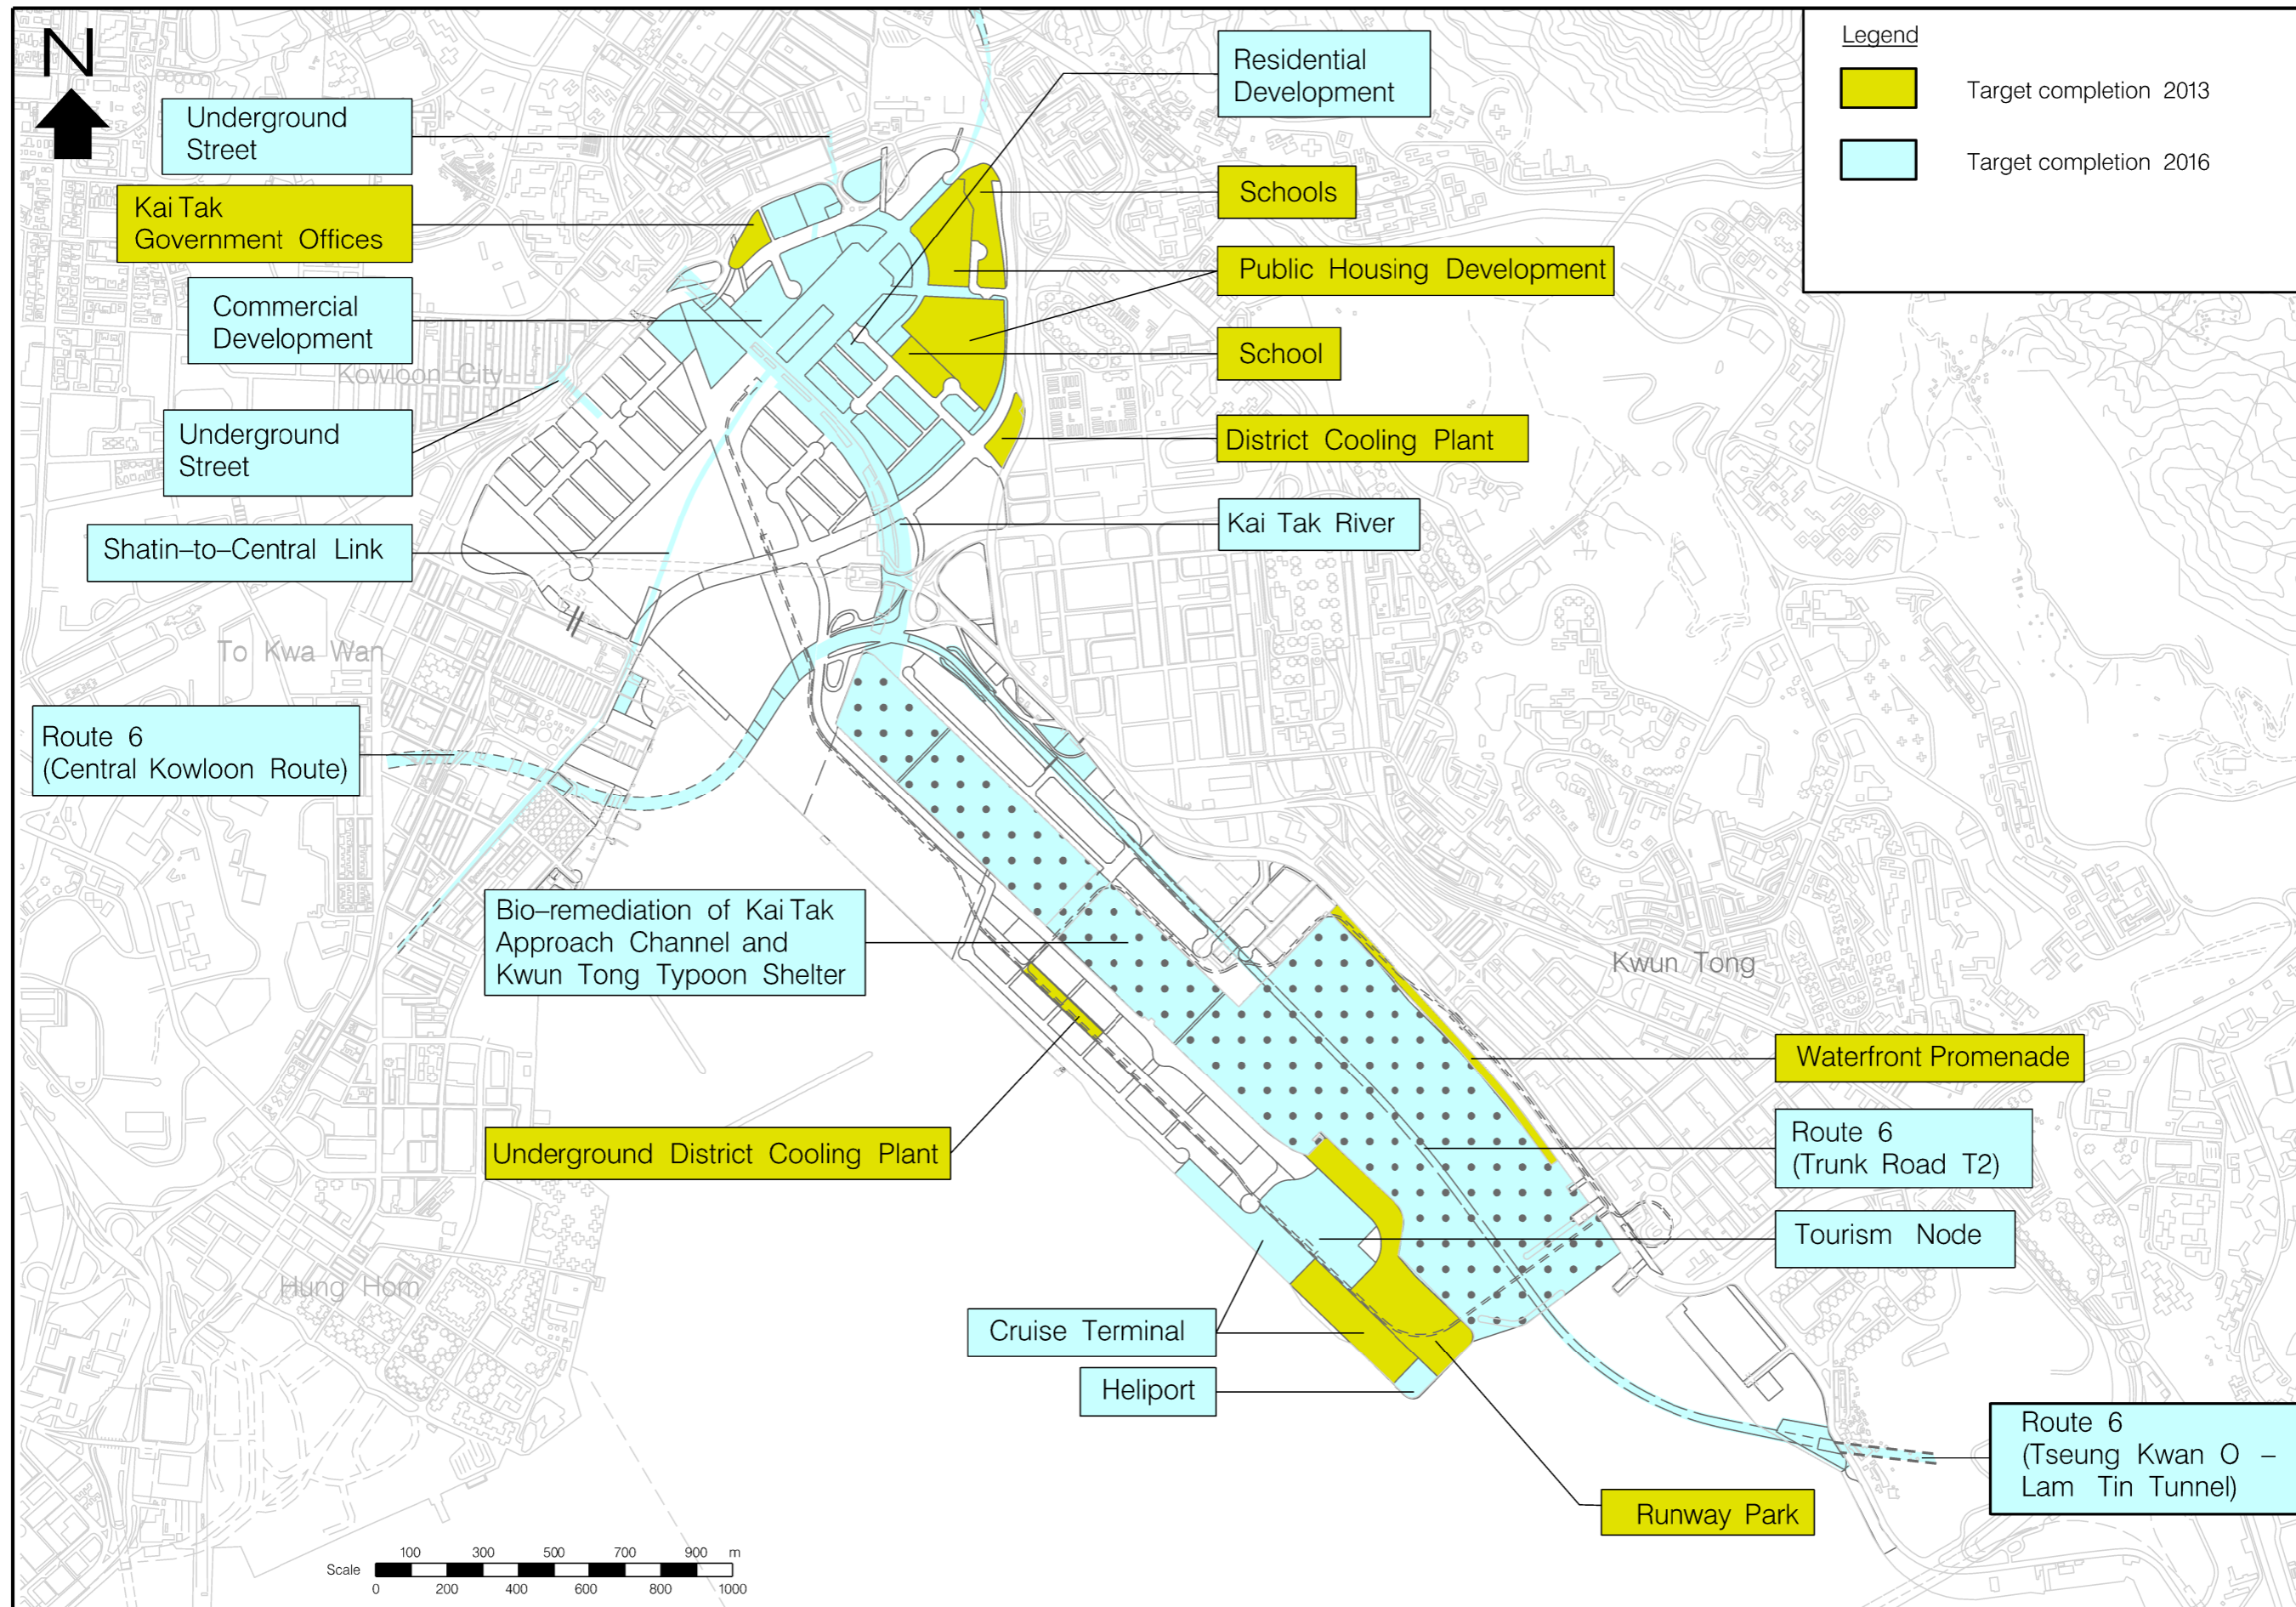 N
Legend
Target completion 2013
Target completion 2016
Residential
Development
Underground
Street
Schools
Kai Tak
Government Offices
Public Housing Development
Commercial
Development
School
Kowloon City
Underground
Street
District Cooling Plant
Kai Tak River
Shatin–to–Central Link
To Kwa Wan
Route 6
(Central Kowloon Route)
Bio–remediation of Kai Tak
Approach Channel and
Kwun Tong Typoon Shelter
Kwun Tong
Waterfront Promenade
Underground District Cooling Plant
Route 6
(Trunk Road T2)
Tourism Node
Hung Hom
Cruise Terminal
Heliport
Route 6
(Tseung Kwan O –
Lam Tin Tunnel)
Runway Park
100 300 500 700 900 m
Scale
0 200 400 600 800 1000